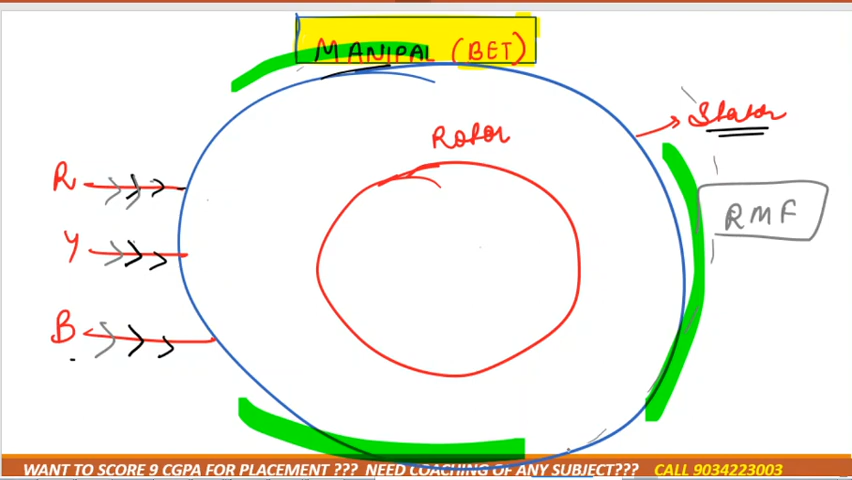 MANIPAL (BET)
Rotor
Stator
R
RMF
Y
B
WANT TO SCORE 9 CGPA FOR PLACEMENT ??? NEED COACHING OF ANY SUBJECT??? CALL 9034223003